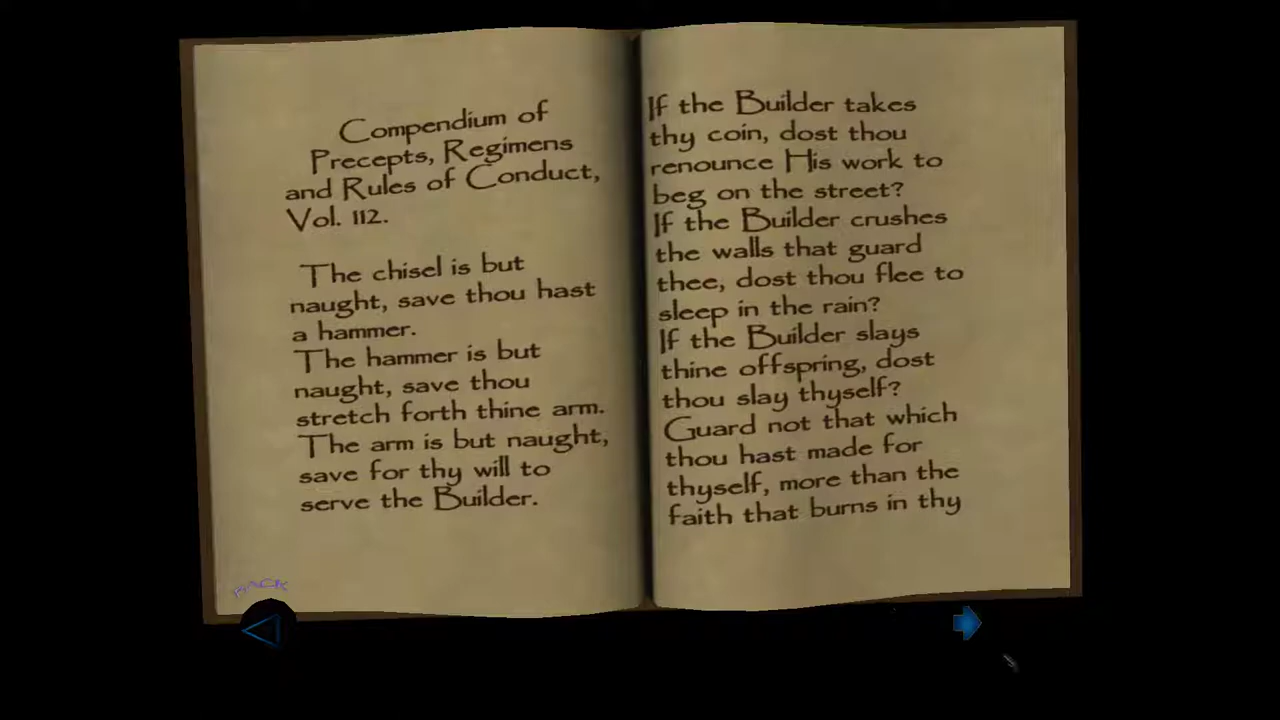 Compendium of
Precepts, Regimens
and Rules of Conduct,
Vol. 112.
The chisel is but
naught, save thou hast
a hammer.
The hammer is but
naught, save thou
stretch forth thine arm.
The arm is but naught,
save for thy will to
serve the Builder.
BACK
If the Builder takes
thy coin, dost thou
renounce His work to
beg on the street?
If the Builder crushes
the walls that guard
thee, dost thou flee to
sleep in the rain?
If the Builder slays
thine offspring, dost
thou slay thyself?
Guard not that which
thou hast made for
thyself, more than the
faith that burns in thy